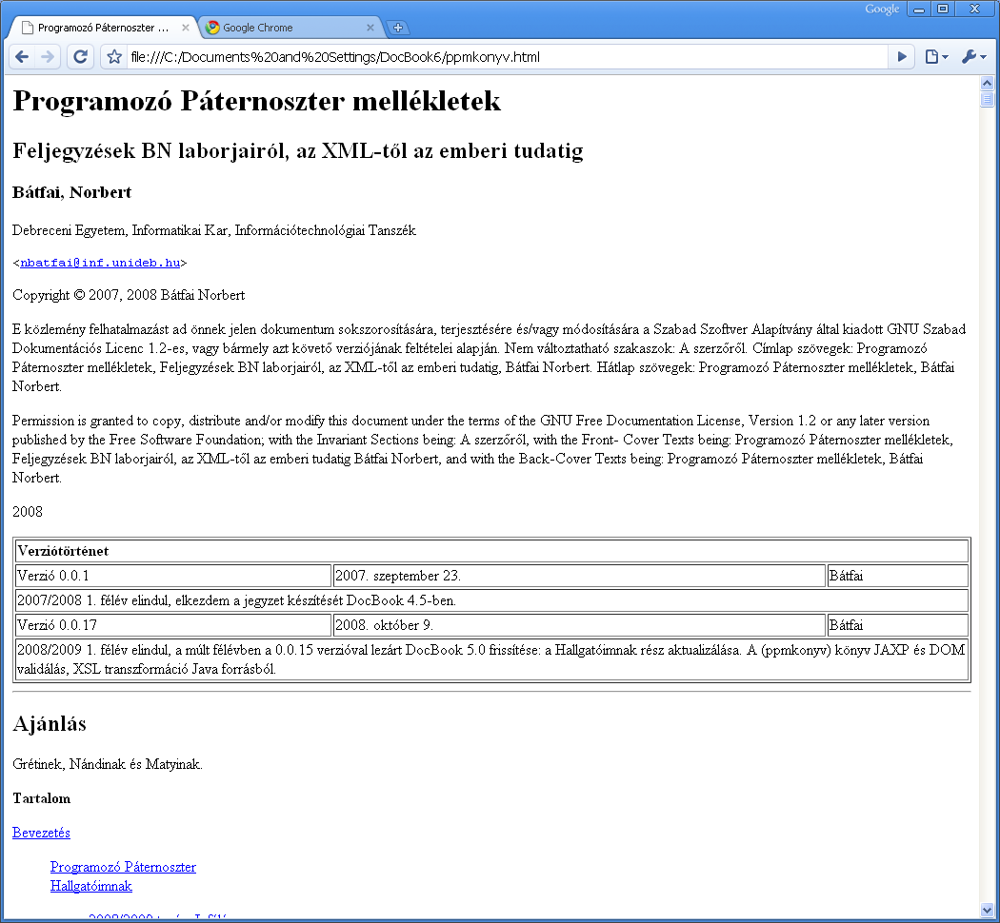 Google
Programozó Páternoszter ...
Google Chrome
file:///C:/Documents%20and%20Settings/DocBook6/ppmkonyv.html
Programozó Páternoszter mellékletek
Feljegyzések BN laborjairól, az XML-től az emberi tudatig
Bátfai, Norbert
Debreceni Egyetem, Informatikai Kar, Információtechnológiai Tanszék
<nbatfai@inf.unideb.hu>
Copyright © 2007, 2008 Bátfai Norbert
E közlemény felhatalmazást ad önnek jelen dokumentum sokszorosítására, terjesztésére és/vagy módosítására a Szabad Szoftver Alapítvány által kiadott GNU Szabad
Dokumentációs Licenc 1.2-es, vagy bármely azt követő verziójának feltételei alapján. Nem változtatható szakaszok: A szerzőről. Címlap szövegek: Programozó
Páternoszter mellékletek, Feljegyzések BN laborjairól, az XML-től az emberi tudatig, Bátfai Norbert. Hátlap szövegek: Programozó Páternoszter mellékletek, Bátfai
Norbert.
Permission is granted to copy, distribute and/or modify this document under the terms of the GNU Free Documentation License, Version 1.2 or any later version
published by the Free Software Foundation; with the Invariant Sections being: A szerzőről, with the Front- Cover Texts being: Programozó Páternoszter mellékletek,
Feljegyzések BN laborjairól, az XML-től az emberi tudatig Bátfai Norbert, and with the Back-Cover Texts being: Programozó Páternoszter mellékletek, Bátfai
Norbert.
2008
Verziótörténet
Verzió 0.0.1 2007. szeptember 23. Bátfai
2007/2008 1. félév elindul, elkezdem a jegyzet készítését DocBook 4.5-ben.
Verzió 0.0.17 2008. október 9. Bátfai
2008/2009 1. félév elindul, a múlt félévben a 0.0.15 verzióval lezárt DocBook 5.0 frissítése: a Hallgatóimnak rész aktualizálása. A (ppmkonyv) könyv JAXP és DOM
validálás, XSL transzformáció Java forrásból.
Ajánlás
Grétinek, Nándinak és Matyinak.
Tartalom
Bevezetés
Programozó Páternoszter
Hallgatóimnak